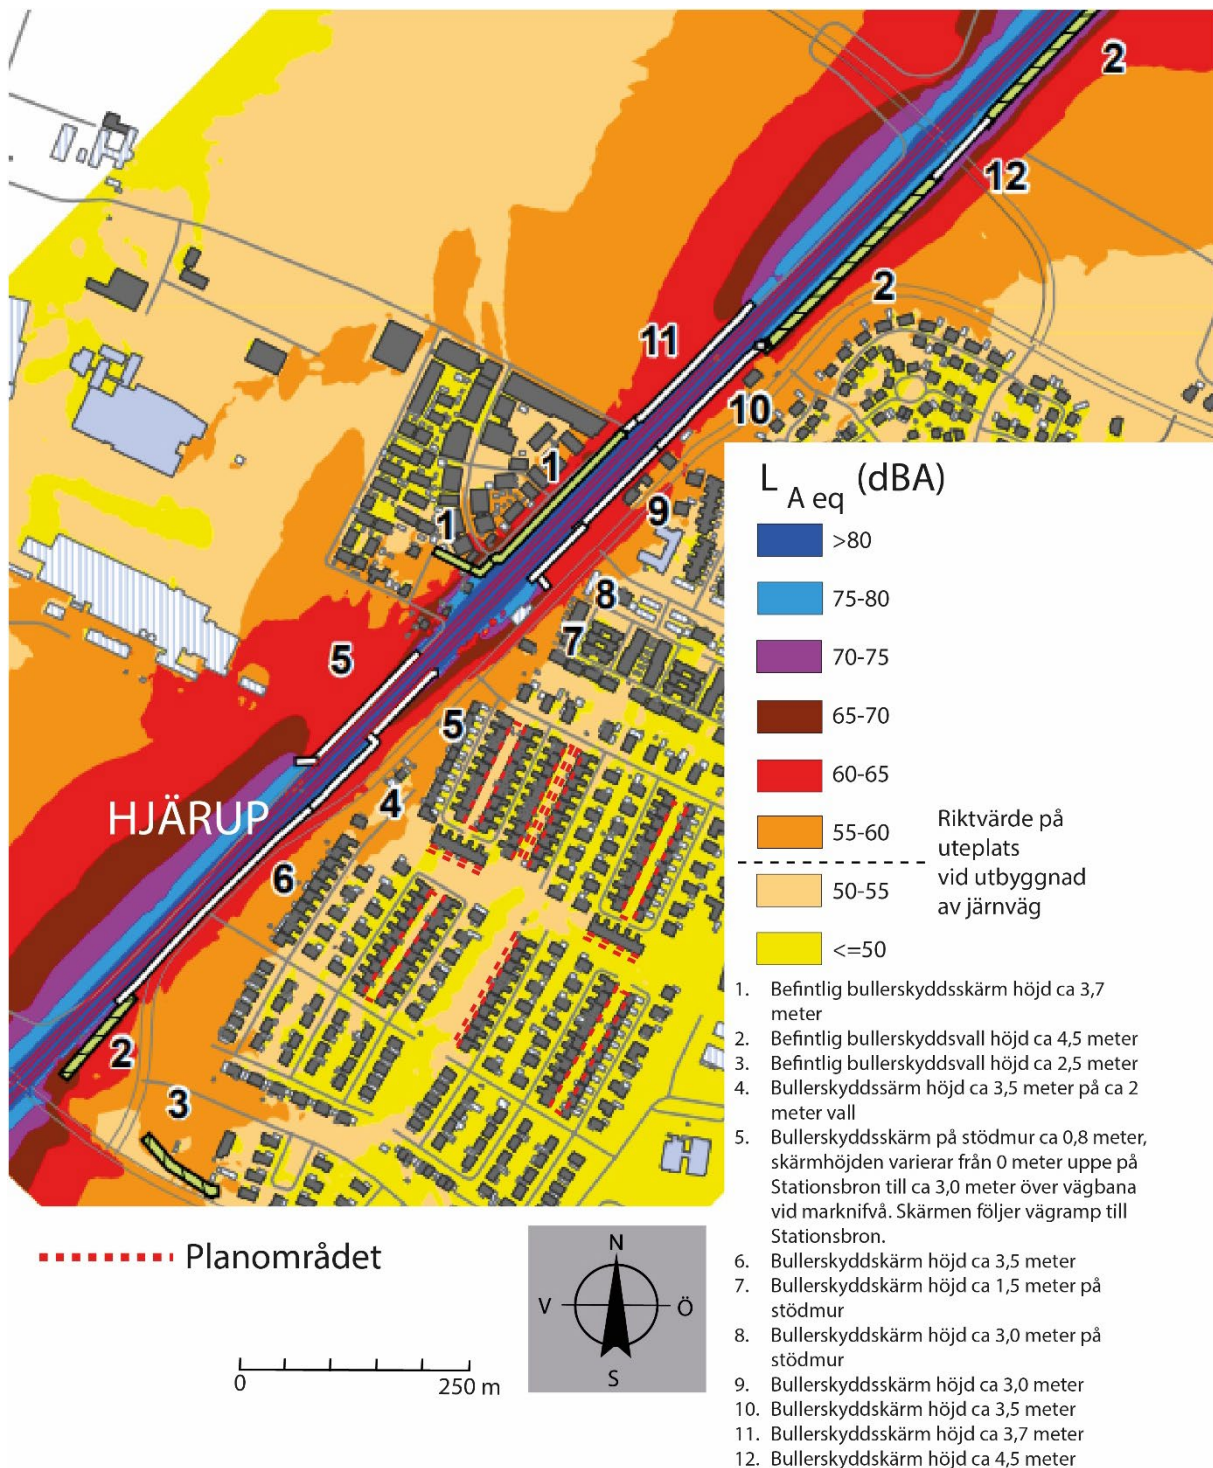 2
12
2
11
10
1
1
9
8
7
5
5
4
HJÄRUP
6
2
3
L A eq (dBA)
>80
75-80
70-75
65-70
60-65
55-60
50-55
<=50
Riktvärde på
uteplats
vid utbyggnad
av järnväg
1. Befintlig bullerskyddsskärm höjd ca 3,7
meter
2. Befintlig bullerskyddsvall höjd ca 4,5 meter
3. Befintlig bullerskyddsvall höjd ca 2,5 meter
4. Bullerskyddssärm höjd ca 3,5 meter på ca 2
meter vall
5. Bullerskyddsskärm på stödmur ca 0,8 meter,
skärmhöjden varierar från 0 meter uppe på
Stationsbron till ca 3,0 meter över vägbana
vid marknifvå. Skärmen följer vägramp till
Stationsbron.
6. Bullerskyddskärm höjd ca 3,5 meter
7. Bullerskyddskärm höjd ca 1,5 meter på
stödmur
8. Bullerskyddskärm höjd ca 3,0 meter på
stödmur
9. Bullerskyddsskärm höjd ca 3,0 meter
10. Bullerskyddskärm höjd ca 3,5 meter
11. Bullerskyddsskärm höjd ca 3,7 meter
12. Bullerskyddskärm höjd ca 4,5 meter
Planområdet
N
V Ö
S
0 250 m